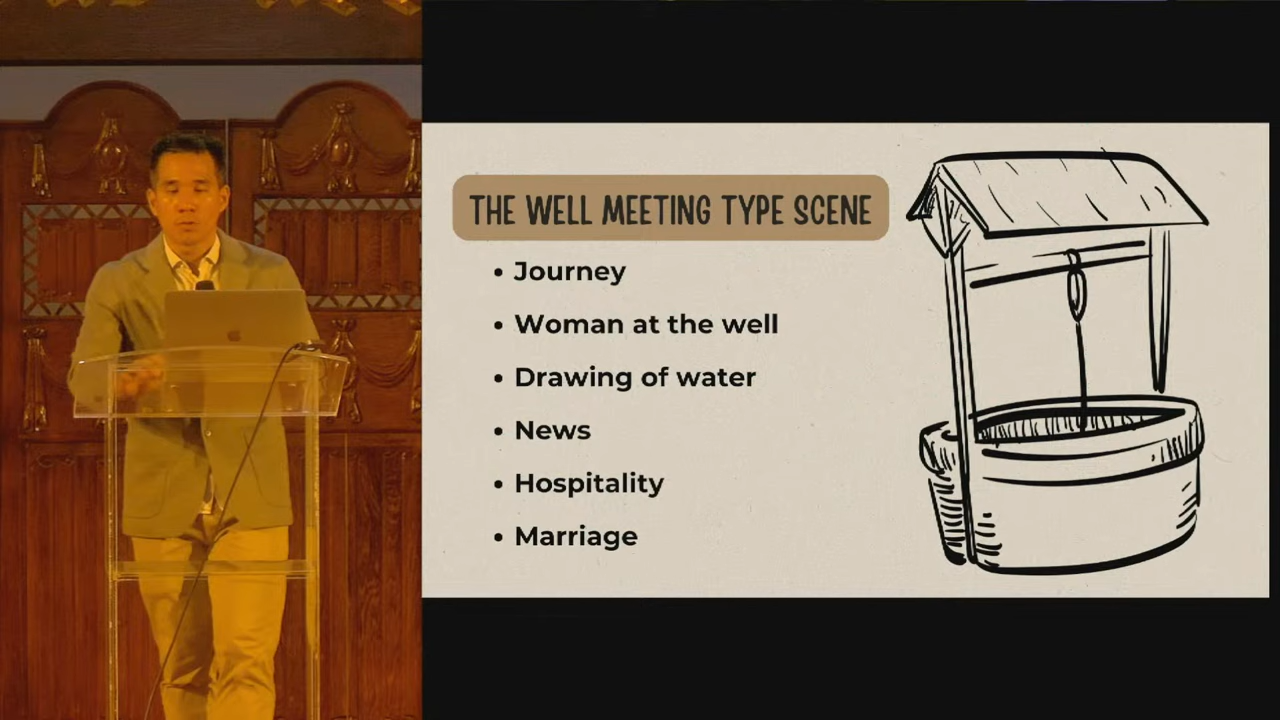 THE WELL MEETING TYPE SCENE
• Journey
• Woman at the well
• Drawing of water
• News
• Hospitality
• Marriage